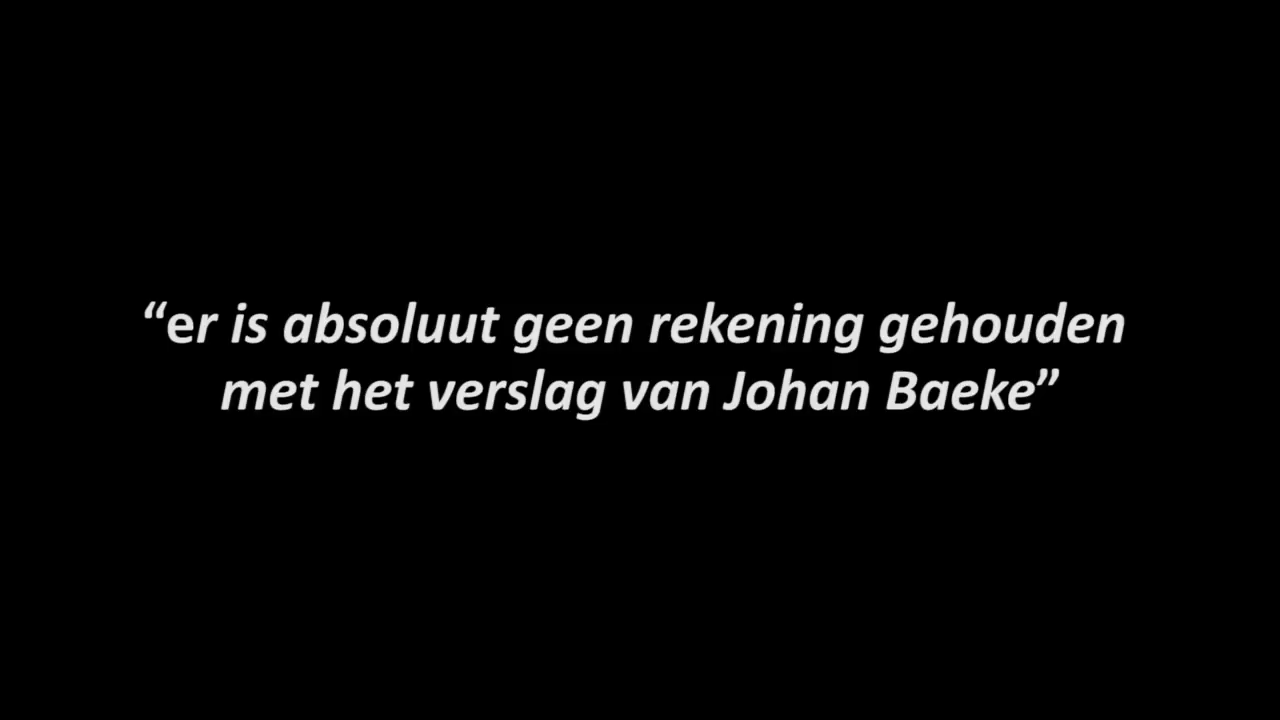 “er is absoluut geen rekening gehouden
met het verslag van Johan Baeke”